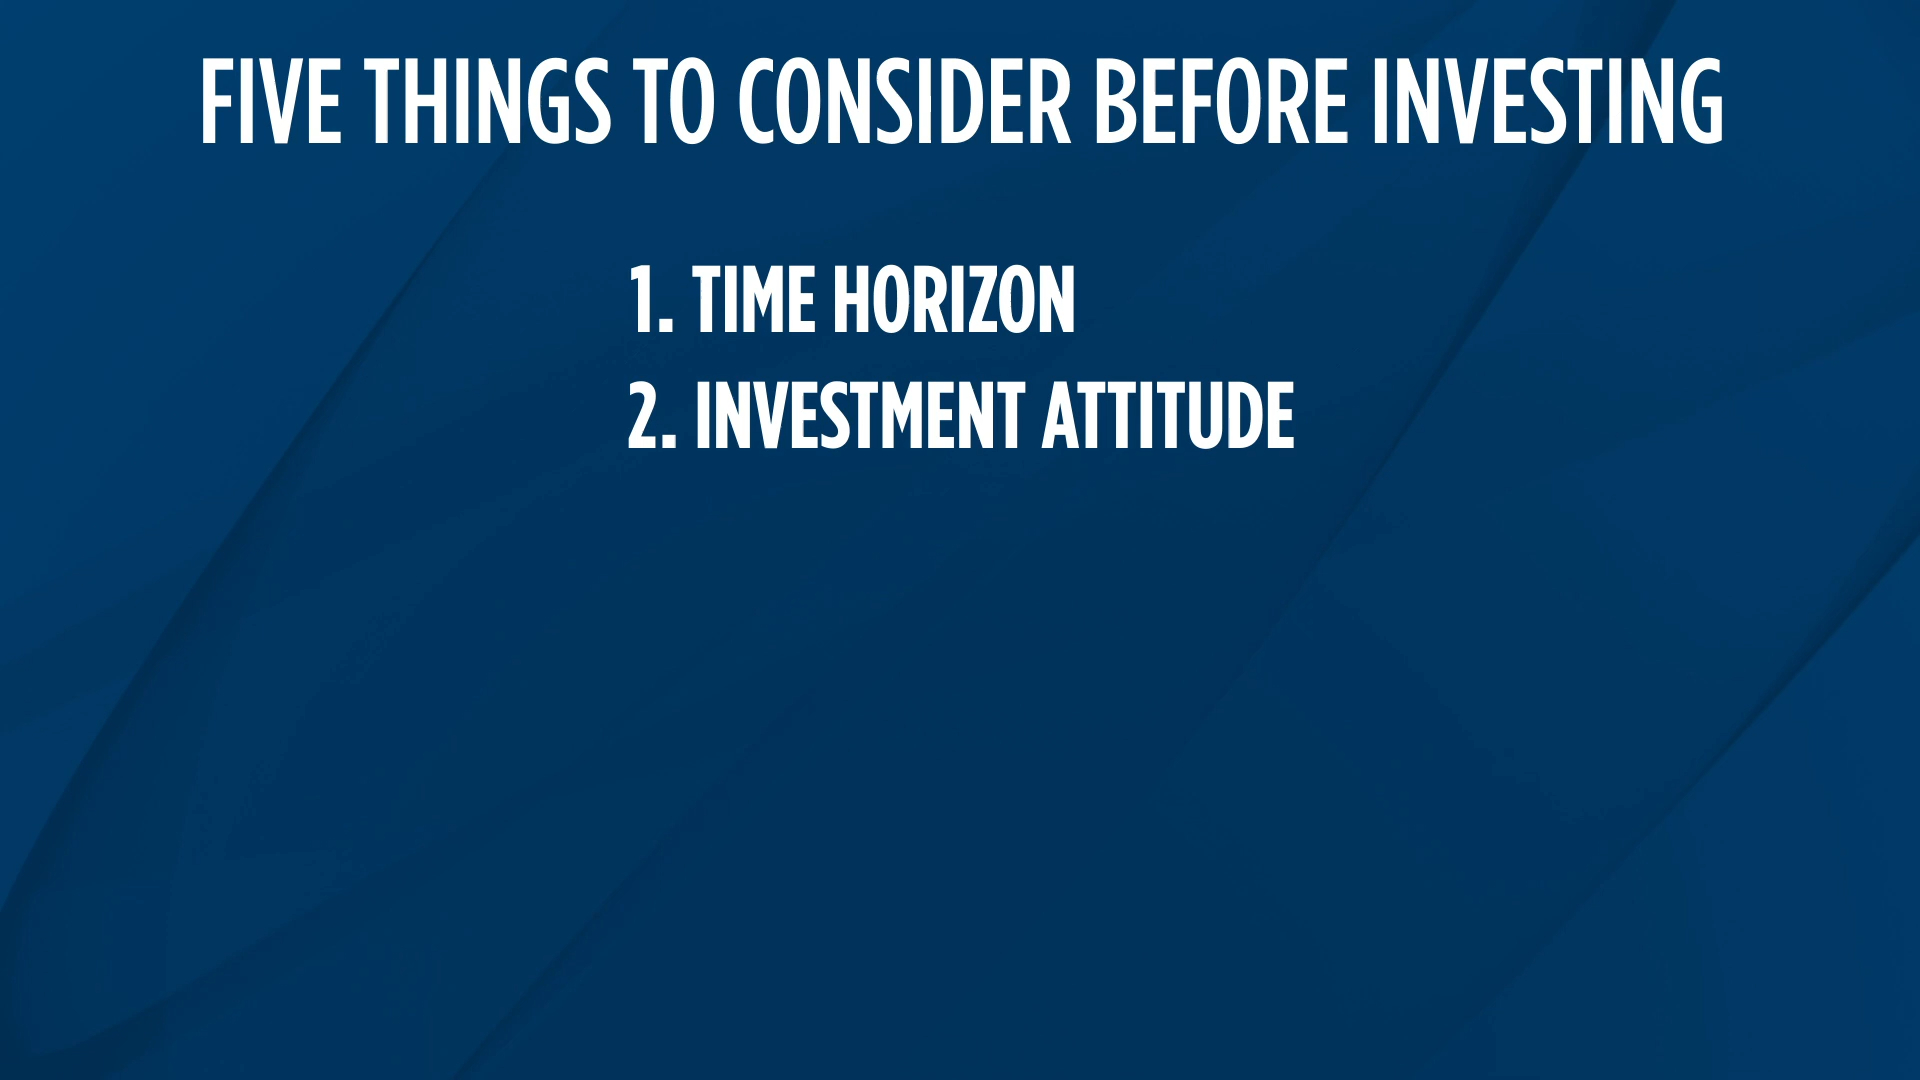 FIVE THINGS TO CONSIDER BEFORE INVESTING
1. TIME HORIZON
2. INVESTMENT ATTITUDE